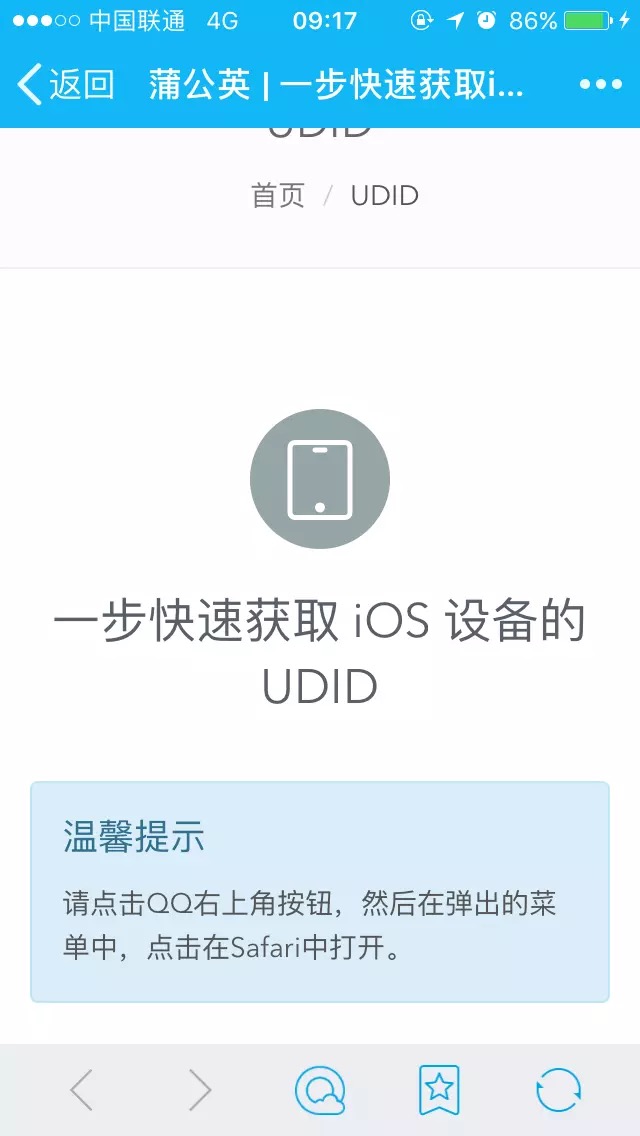 中国联通 4G 09:17 86%
返回 蒲公英 | 一步快速获取i...
UDID
首页 / UDID
一步快速获取 iOS 设备的
UDID
温馨提示
请点击QQ右上角按钮，然后在弹出的菜
单中，点击在Safari中打开。